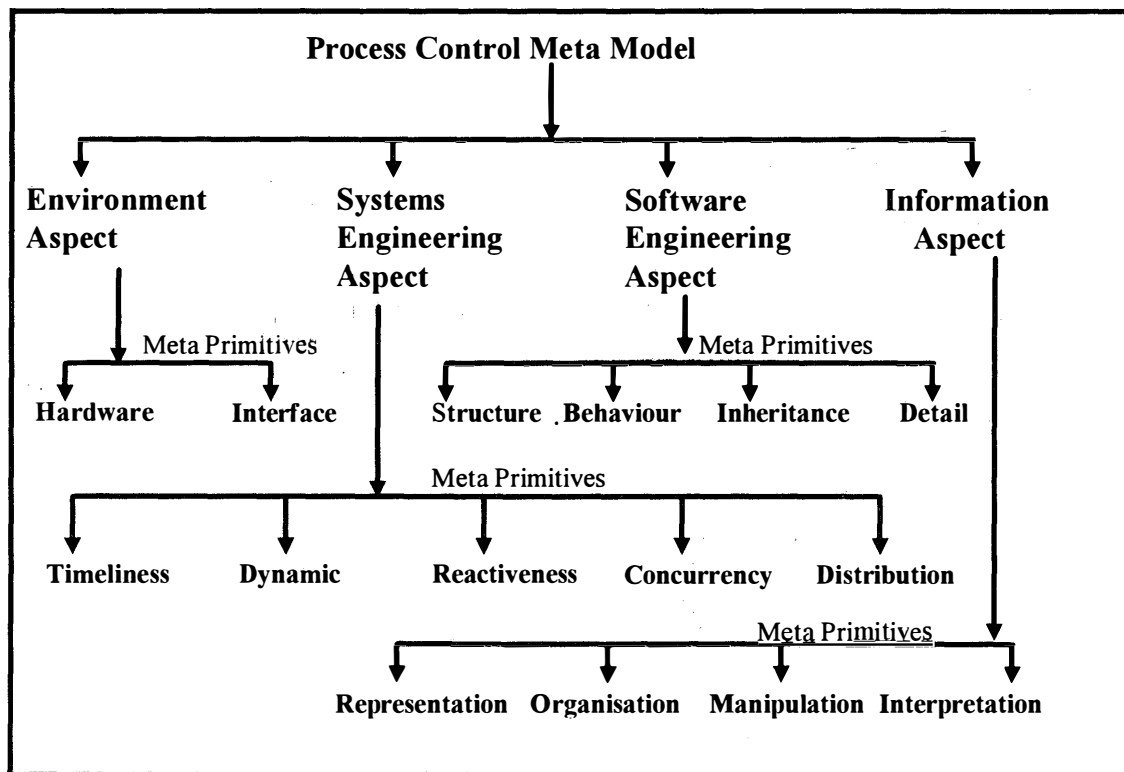 Process Control Meta Model
Environment
Aspect
Systems
Engineering
Aspect
Software
Engineering
Aspect
Information
Aspect
Meta Primitives
Hardware
Interface
Meta Primitives
Structure
Behaviour
Inheritance
Detail
Meta Primitives
Timeliness
Dynamic
Reactiveness
Concurrency
Distribution
Meta Primitives
Representation
Organisation
Manipulation
Interpretation